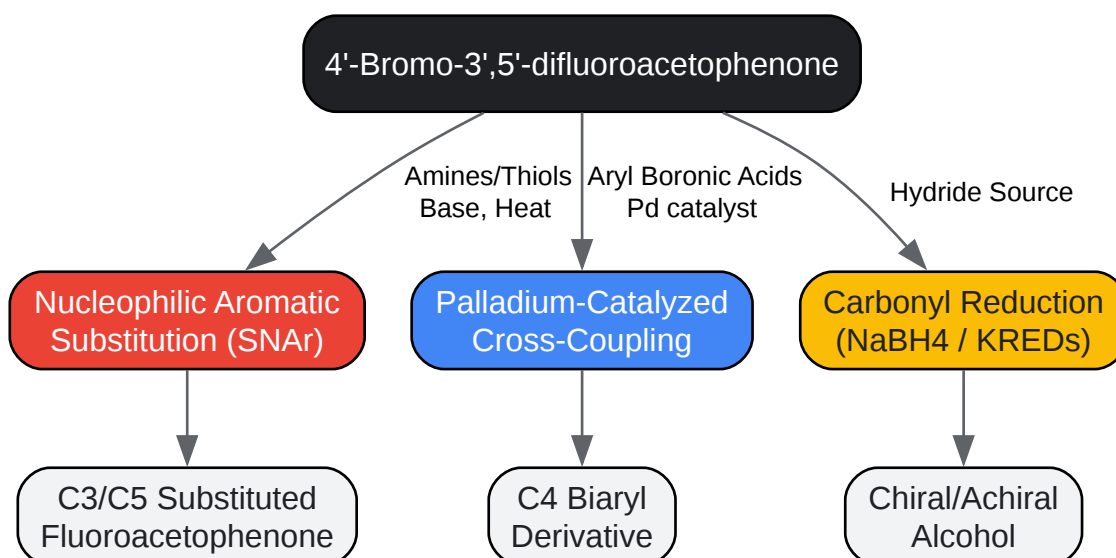 4'-Bromo-3',5'-difluoroacetophenone
Amines/Thiols
Base, Heat
Aryl Boronic Acids
Pd catalyst
Hydride Source
Nucleophilic Aromatic
Substitution (SNAr)
Palladium-Catalyzed
Cross-Coupling
Carbonyl Reduction
(NaBH4 / KREDs)
C3/C5 Substituted
Fluoroacetophenone
C4 Biaryl
Derivative
Chiral/Achiral
Alcohol